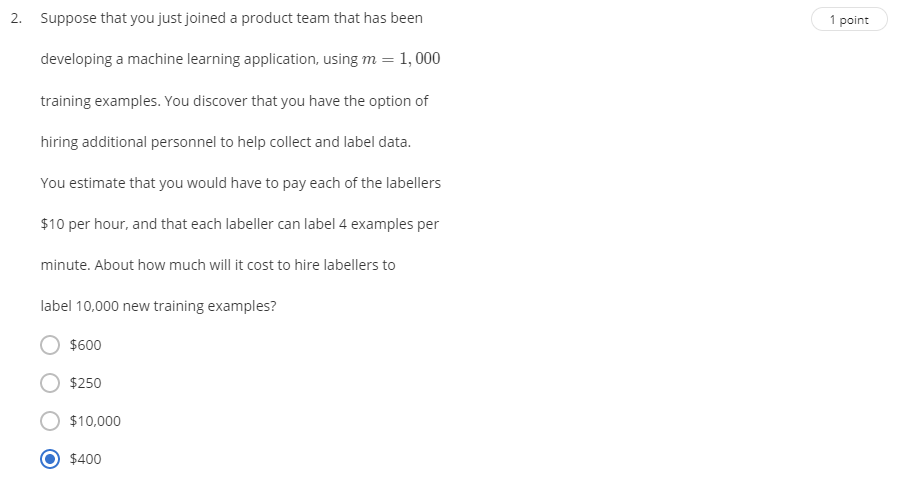 2. Suppose that you just joined a product team that has been
1 point
developing a machine learning application, using m = 1,000
training examples. You discover that you have the option of
hiring additional personnel to help collect and label data.
You estimate that you would have to pay each of the labellers
$10 per hour, and that each labeller can label 4 examples per
minute. About how much will it cost to hire labellers to
label 10,000 new training examples?
$600
$250
$10,000
$400